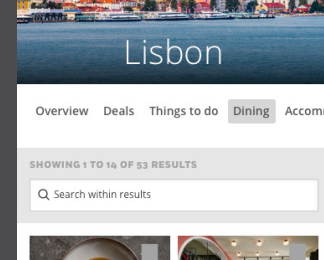 Lisbon
Overview Deals Things to do Dining
SHOWING 1 TO 14 OF 53 RESULTS
Search within results